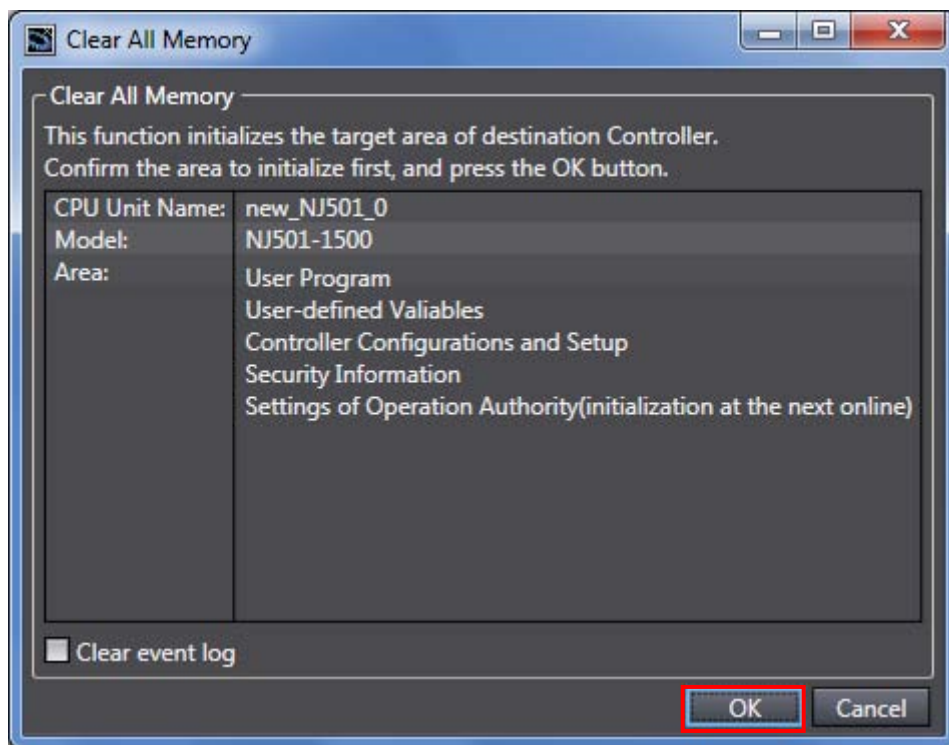 Clear All Memory
Clear All Memory
This function initializes the target area of destination Controller.
Confirm the area to initialize first, and press the OK button.
CPU Unit Name: new_NJ501_0
Model: NJ501-1500
Area: User Program
User-defined Valiables
Controller Configurations and Setup
Security Information
Settings of Operation Authority(initialization at the next online)
Clear event log
OK Cancel